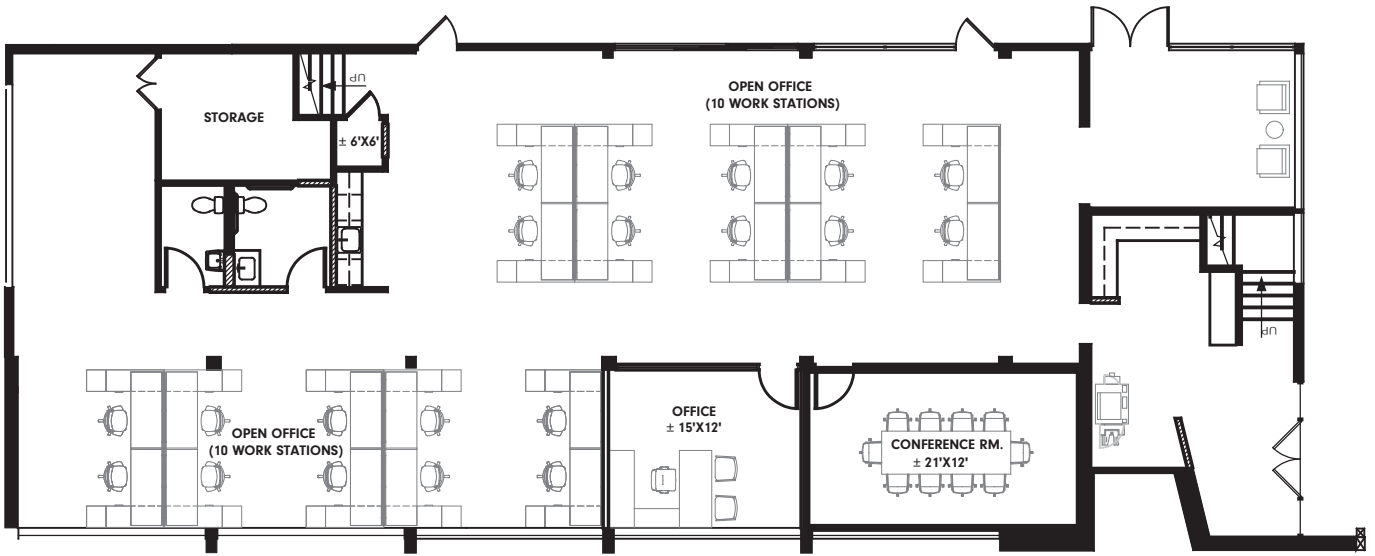 UP
OPEN OFFICE
(10 WORK STATIONS)
STORAGE
± 6'X6'
UP
OFFICE
± 15'X12'
OPEN OFFICE
(10 WORK STATIONS)
CONFERENCE RM.
± 21'X12'